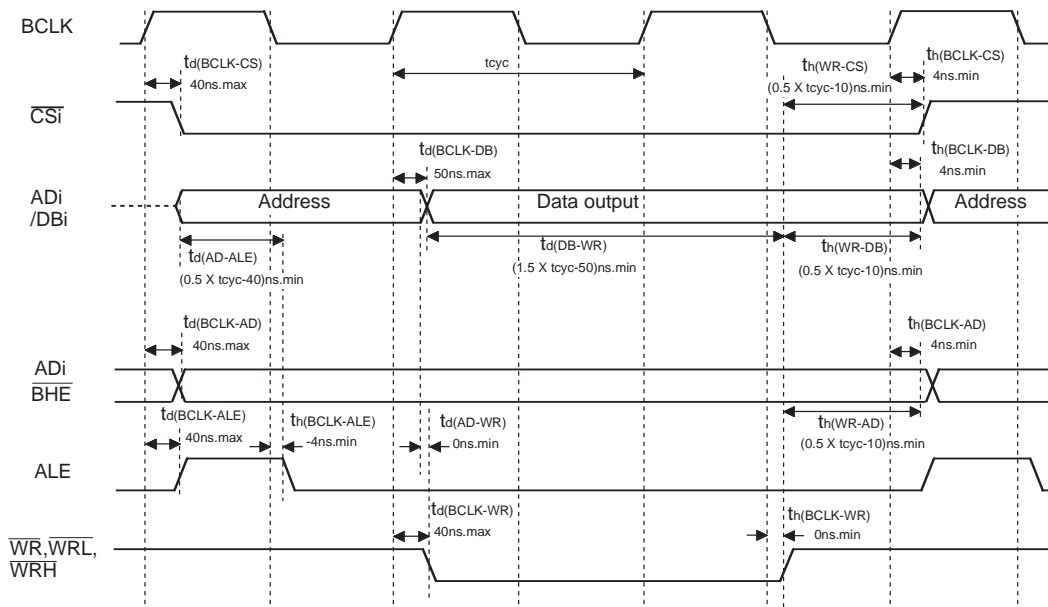 BCLK
td(BCLK-CS)
40ns.max
tcyc
th(WR-CS)
(0.5 X tcyc-10)ns.min
th(BCLK-CS)
4ns.min
CSi
td(BCLK-DB)
50ns.max
th(BCLK-DB)
4ns.min
ADi
/DBi
Address
Data output
Address
td(AD-ALE)
(0.5 X tcyc-40)ns.min
td(DB-WR)
(1.5 X tcyc-50)ns.min
th(WR-DB)
(0.5 X tcyc-10)ns.min
td(BCLK-AD)
40ns.max
th(BCLK-AD)
4ns.min
ADi
BHE
td(BCLK-ALE)
40ns.max
th(BCLK-ALE)
-4ns.min
td(AD-WR)
0ns.min
th(WR-AD)
(0.5 X tcyc-10)ns.min
ALE
td(BCLK-WR)
40ns.max
th(BCLK-WR)
0ns.min
WR,WRL,
WRH